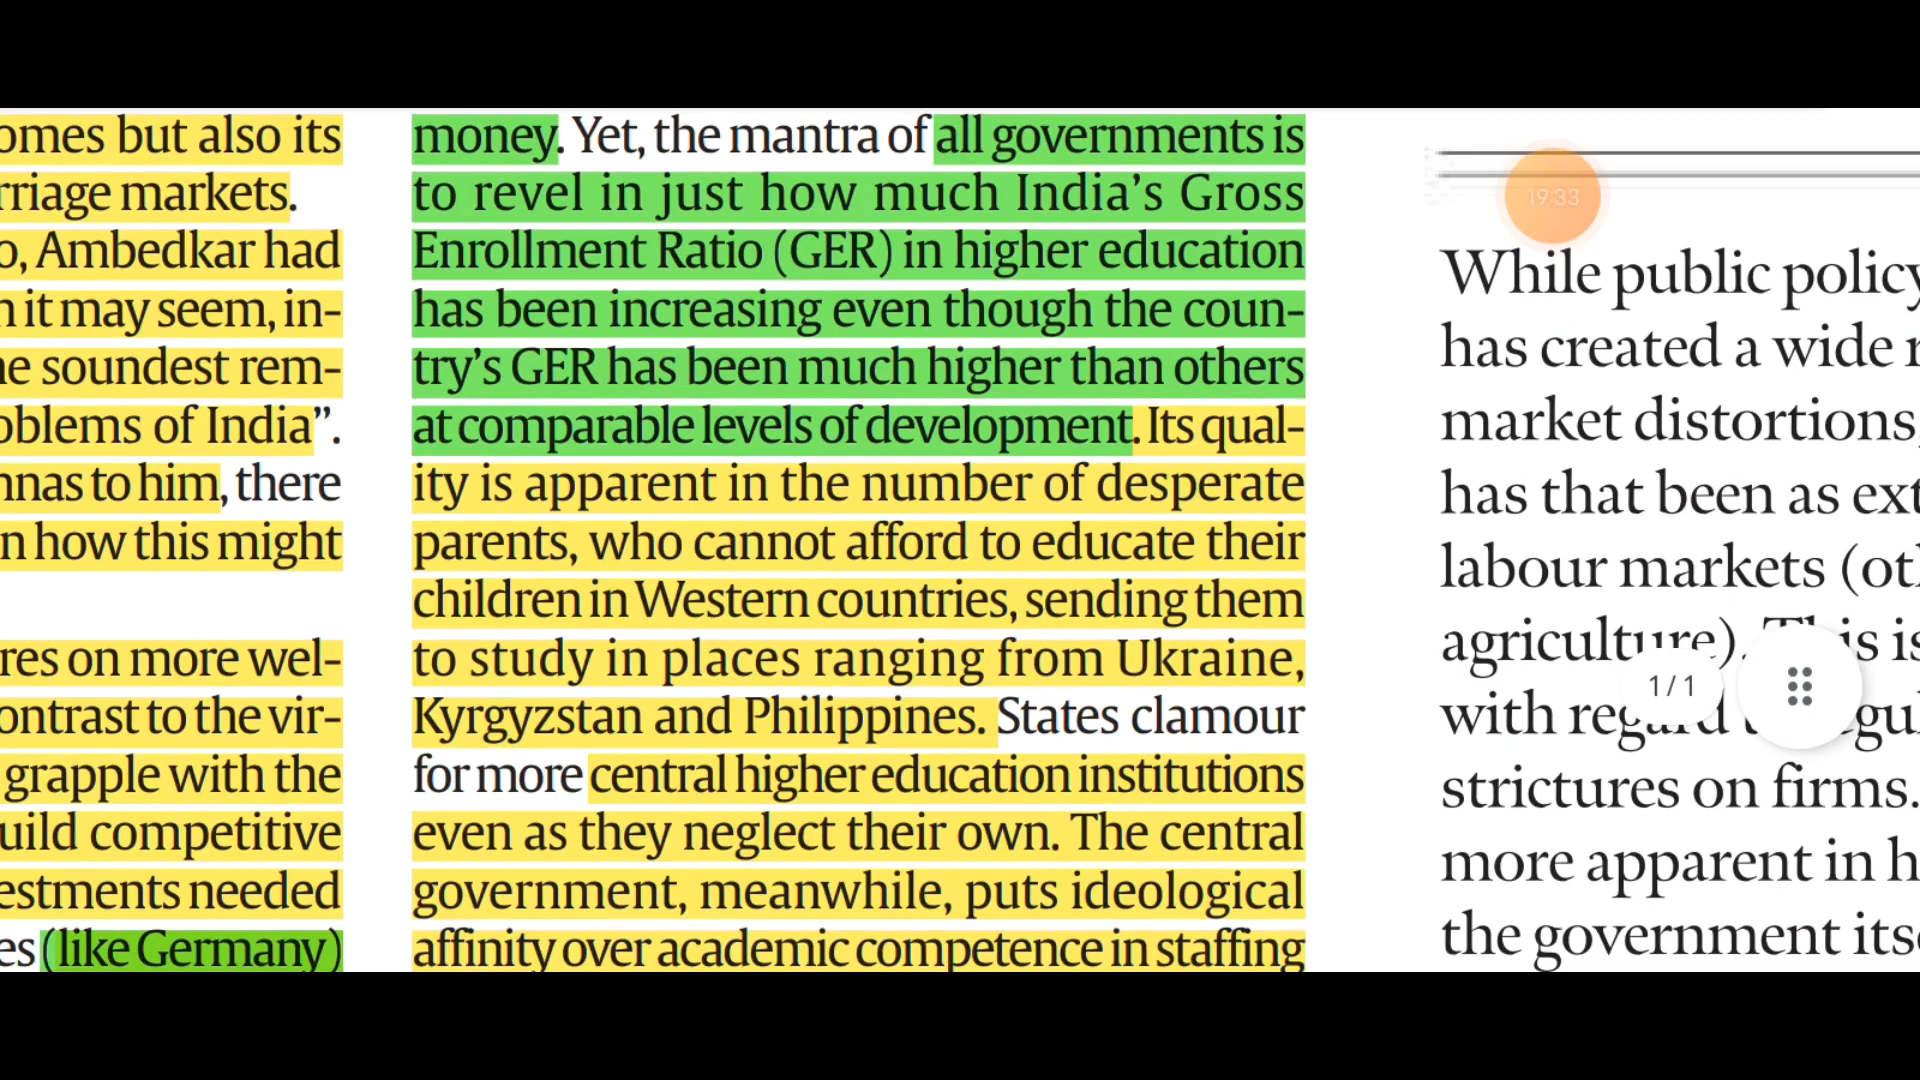 omes but also its
rriage markets.
o, Ambedkar had
n it may seem, in-
ne soundest rem-
oblems of India”.
nnas to him, there
n how this might
res on more wel-
ontrast to the vir-
grapple with the
uild competitive
estments needed
es (like Germany)
money. Yet, the mantra of all governments is
to revel in just how much India’s Gross
Enrollment Ratio (GER) in higher education
has been increasing even though the coun-
try’s GER has been much higher than others
at comparable levels of development. Its qual-
ity is apparent in the number of desperate
parents, who cannot afford to educate their
children in Western countries, sending them
to study in places ranging from Ukraine,
Kyrgyzstan and Philippines. States clamour
for more central higher education institutions
even as they neglect their own. The central
government, meanwhile, puts ideological
affinity over academic competence in staffing
19:33
While public policy
has created a wide r
market distortions,
has that been as ext
labour markets (oth
agriculture). This is
with regard
strictures on firms.
more apparent in h
the government itse
1 / 1